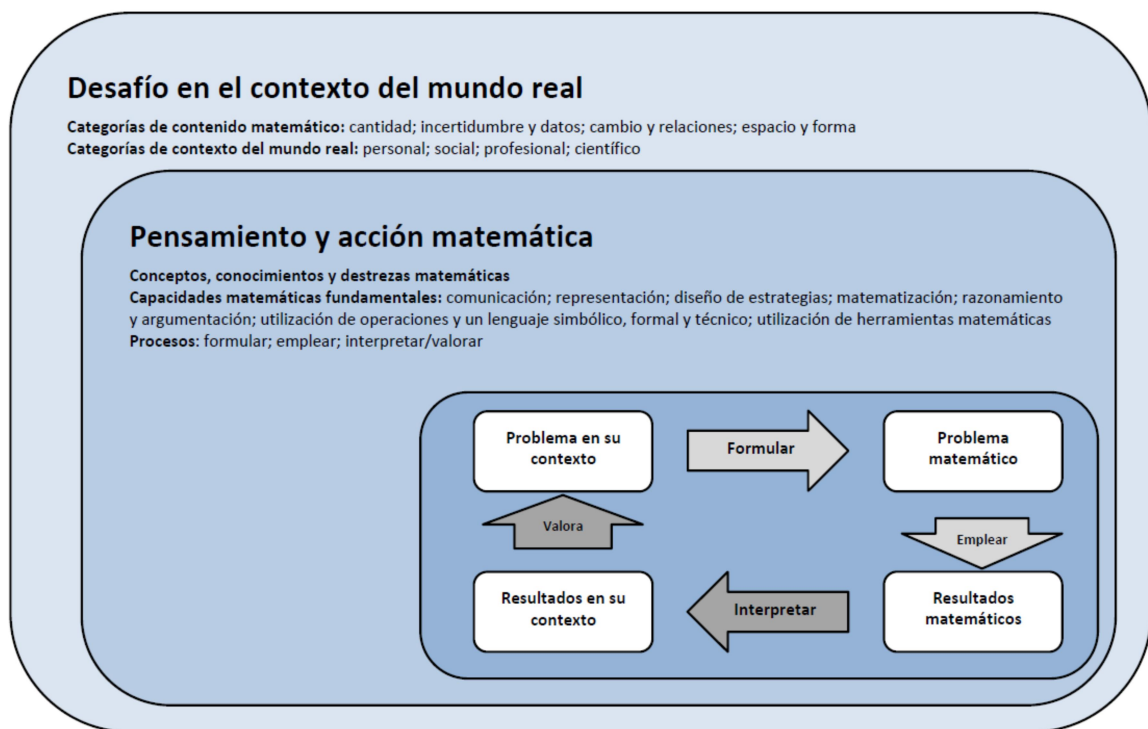 Desafío en el contexto del mundo real
Categorías de contenido matemático: cantidad; incertidumbre y datos; cambio y relaciones; espacio y forma
Categorías de contexto del mundo real: personal; social; profesional; científico
Pensamiento y acción matemática
Conceptos, conocimientos y destrezas matemáticas
Capacidades matemáticas fundamentales: comunicación; representación; diseño de estrategias; matematización; razonamiento
y argumentación; utilización de operaciones y un lenguaje simbólico, formal y técnico; utilización de herramientas matemáticas
Procesos: formular; emplear; interpretar/valorar
Problema en su
contexto
Formular
Problema
matemático
Valora
Emplear
Resultados en su
contexto
Interpretar
Resultados
matemáticos